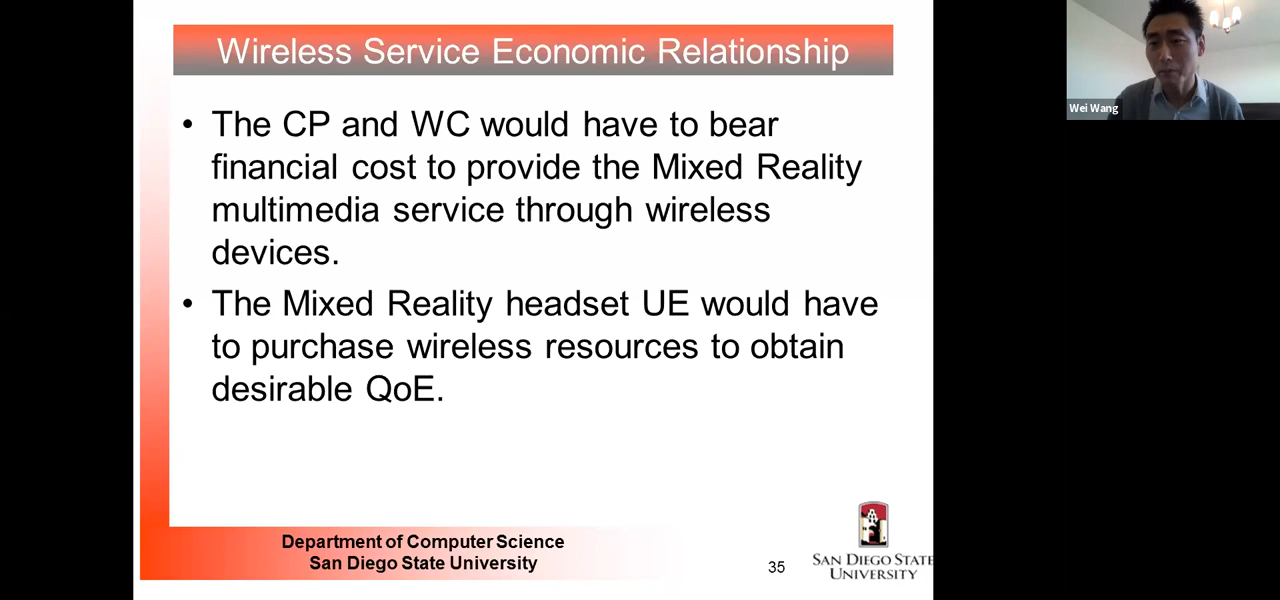 Wireless Service Economic Relationship
• The CP and WC would have to bear
financial cost to provide the Mixed Reality
multimedia service through wireless
devices.
• The Mixed Reality headset UE would have
to purchase wireless resources to obtain
desirable QoE.
Department of Computer Science
San Diego State University
35
SAN DIEGO STATE
UNIVERSITY
Wei Wang